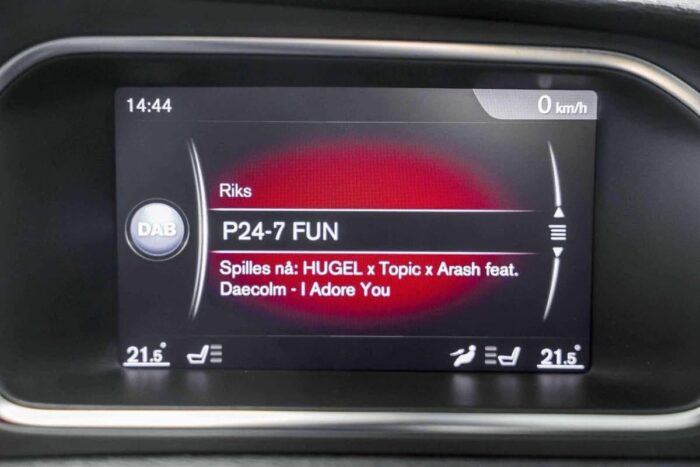 14:44
0 km/h
Riks
DAB
P24-7 FUN
Spilles nå: HUGEL x Topic x Arash feat.
Daecolm - I Adore You
21.5° 21.5°